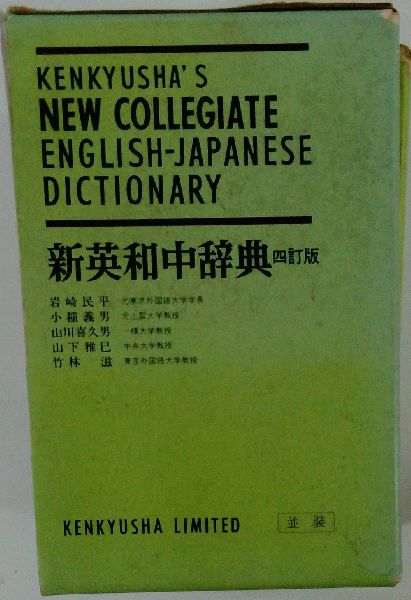 KENKYUSHA'S
NEW COLLEGIATE
ENGLISH-JAPANESE
DICTIONARY
新英和中辞典 四訂版
岩崎民平 元東京外国語大学学長
小稲義男 元上智大学教授
山川喜久男 一橋大学教授
山下雅巳 中央大学教授
竹林 滋 東京外国語大学教授
KENKYUSHA LIMITED 並装